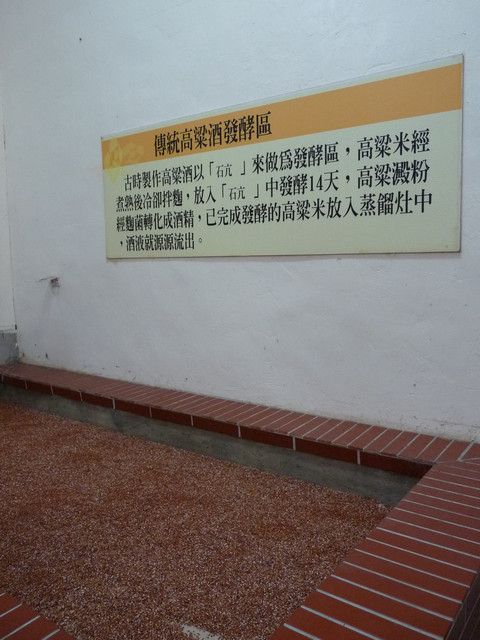 傳統高粱酒發酵區
古時製作高粱酒以「石亢」來做為發酵區，高粱米經
煮熟後冷卻拌麴，放入「石亢」中發酵14天，高粱澱粉
經麴菌轉化成酒精，已完成發酵的高粱米放入蒸餾灶中
，酒液就源源流出。